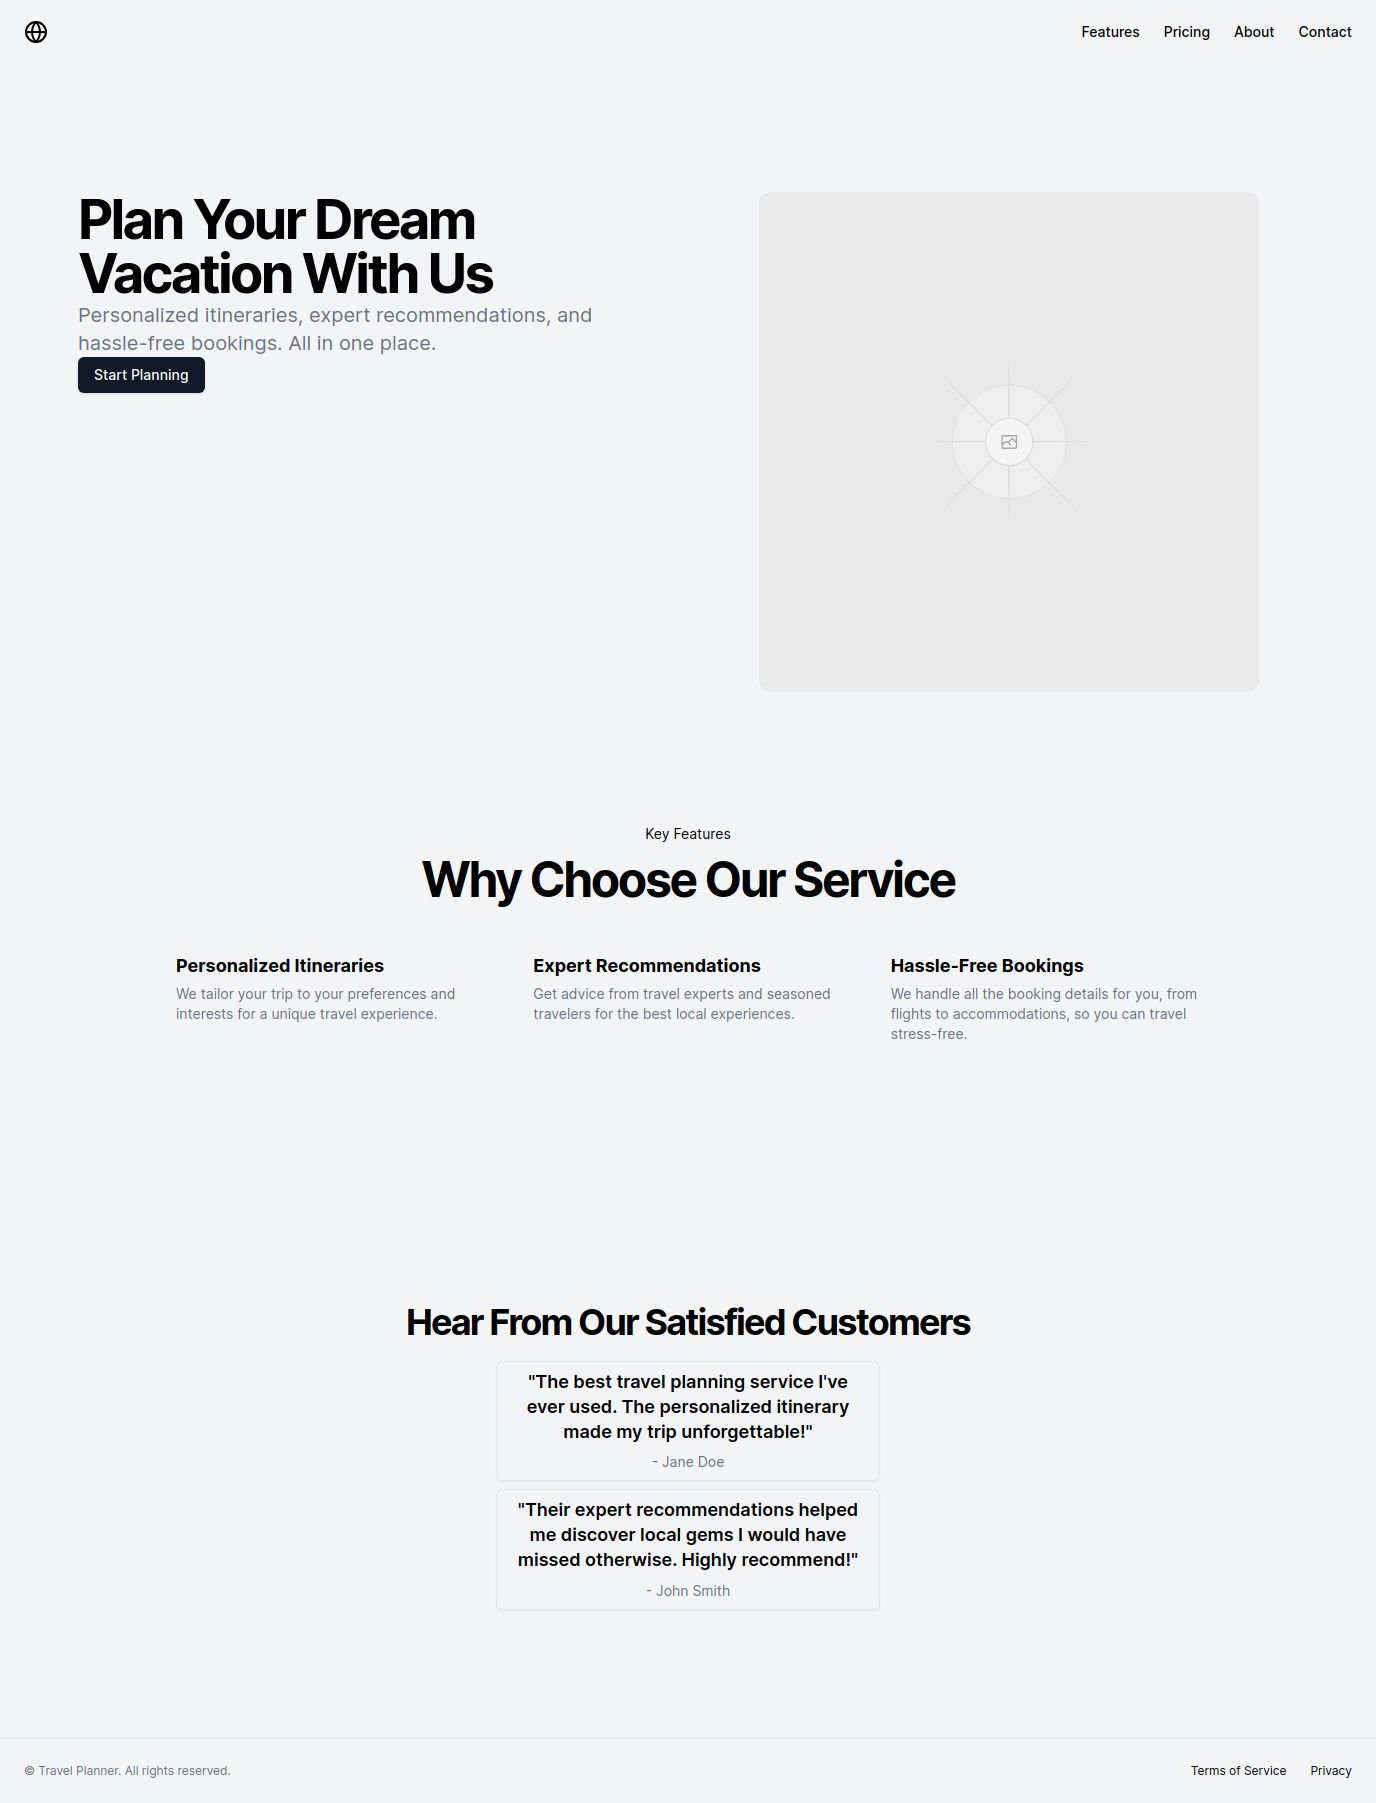 Features Pricing About Contact
Plan Your Dream
Vacation With Us
Personalized itineraries, expert recommendations, and
hassle-free bookings. All in one place.
Start Planning
Key Features
Why Choose Our Service
Personalized Itineraries
We tailor your trip to your preferences and
interests for a unique travel experience.
Expert Recommendations
Get advice from travel experts and seasoned
travelers for the best local experiences.
Hassle-Free Bookings
We handle all the booking details for you, from
flights to accommodations, so you can travel
stress-free.
Hear From Our Satisfied Customers
"The best travel planning service I've
ever used. The personalized itinerary
made my trip unforgettable!"
- Jane Doe
"Their expert recommendations helped
me discover local gems I would have
missed otherwise. Highly recommend!"
- John Smith
© Travel Planner. All rights reserved.
Terms of Service Privacy